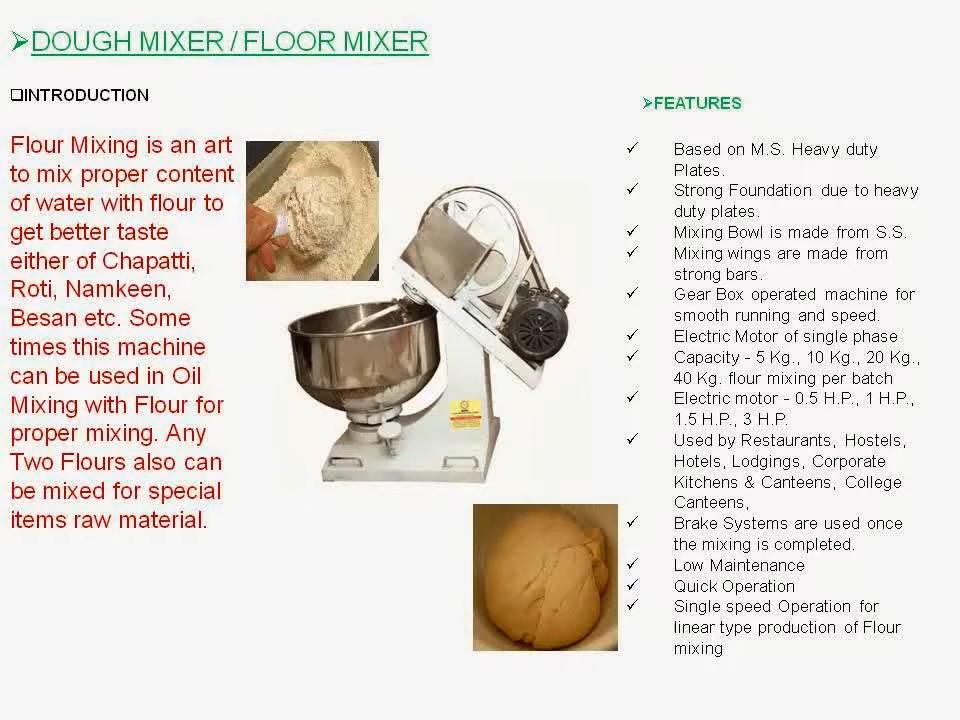 ➢DOUGH MIXER / FLOOR MIXER
❑INTRODUCTION
Flour Mixing is an art
to mix proper content
of water with flour to
get better taste
either of Chapatti,
Roti, Namkeen,
Besan etc. Some
times this machine
can be used in Oil
Mixing with Flour for
proper mixing. Any
Two Flours also can
be mixed for special
items raw material.
➢FEATURES
✓ Based on M.S. Heavy duty
Plates.
✓ Strong Foundation due to heavy
duty plates.
✓ Mixing Bowl is made from S.S.
✓ Mixing wings are made from
strong bars.
✓ Gear Box operated machine for
smooth running and speed.
✓ Electric Motor of single phase
✓ Capacity - 5 Kg., 10 Kg., 20 Kg.,
40 Kg. flour mixing per batch
✓ Electric motor - 0.5 H.P., 1 H.P.,
1.5 H.P., 3 H.P.
✓ Used by Restaurants, Hostels,
Hotels, Lodgings, Corporate
Kitchens & Canteens, College
Canteens,
✓ Brake Systems are used once
the mixing is completed.
✓ Low Maintenance
✓ Quick Operation
✓ Single speed Operation for
linear type production of Flour
mixing